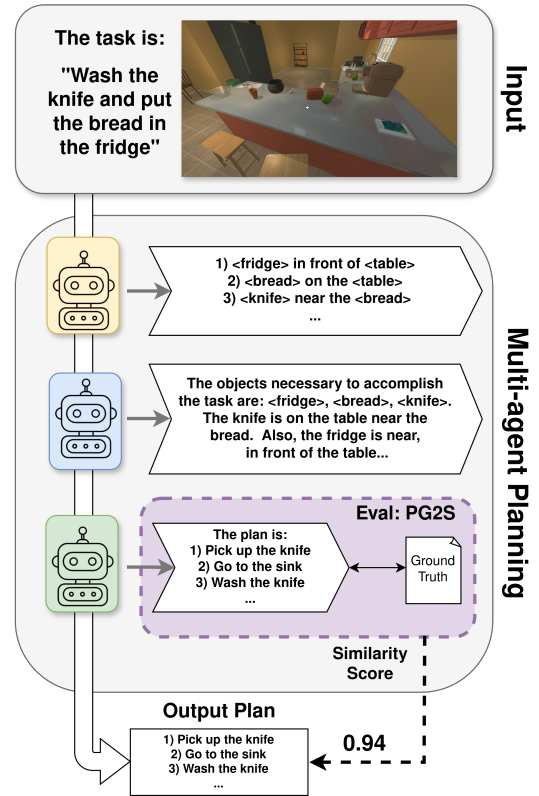 The task is:
"Wash the
knife and put
the bread in
the fridge"
Input
1) <fridge> in front of <table>
2) <bread> on the <table>
3) <knife> near the <bread>
...
The objects necessary to accomplish
the task are: <fridge>, <bread>, <knife>.
The knife is on the table near the
bread. Also, the fridge is near,
in front of the table...
Multi-agent Planning
Eval: PG2S
The plan is:
1) Pick up the knife
2) Go to the sink
3) Wash the knife
...
Ground
Truth
Similarity
Score
Output Plan
1) Pick up the knife
2) Go to the sink
3) Wash the knife
...
0.94